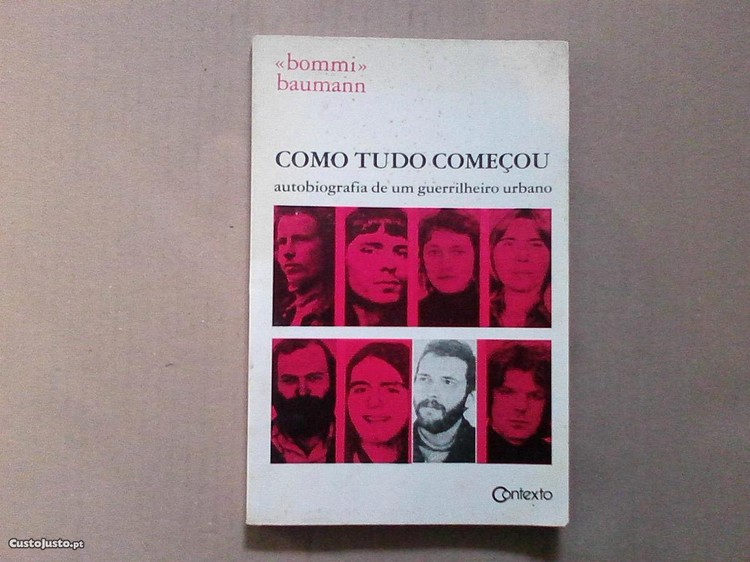 «bommi»
baumann
COMO TUDO COMEÇOU
autobiografia de um guerrilheiro urbano
Contexto
CustoJusto.pt